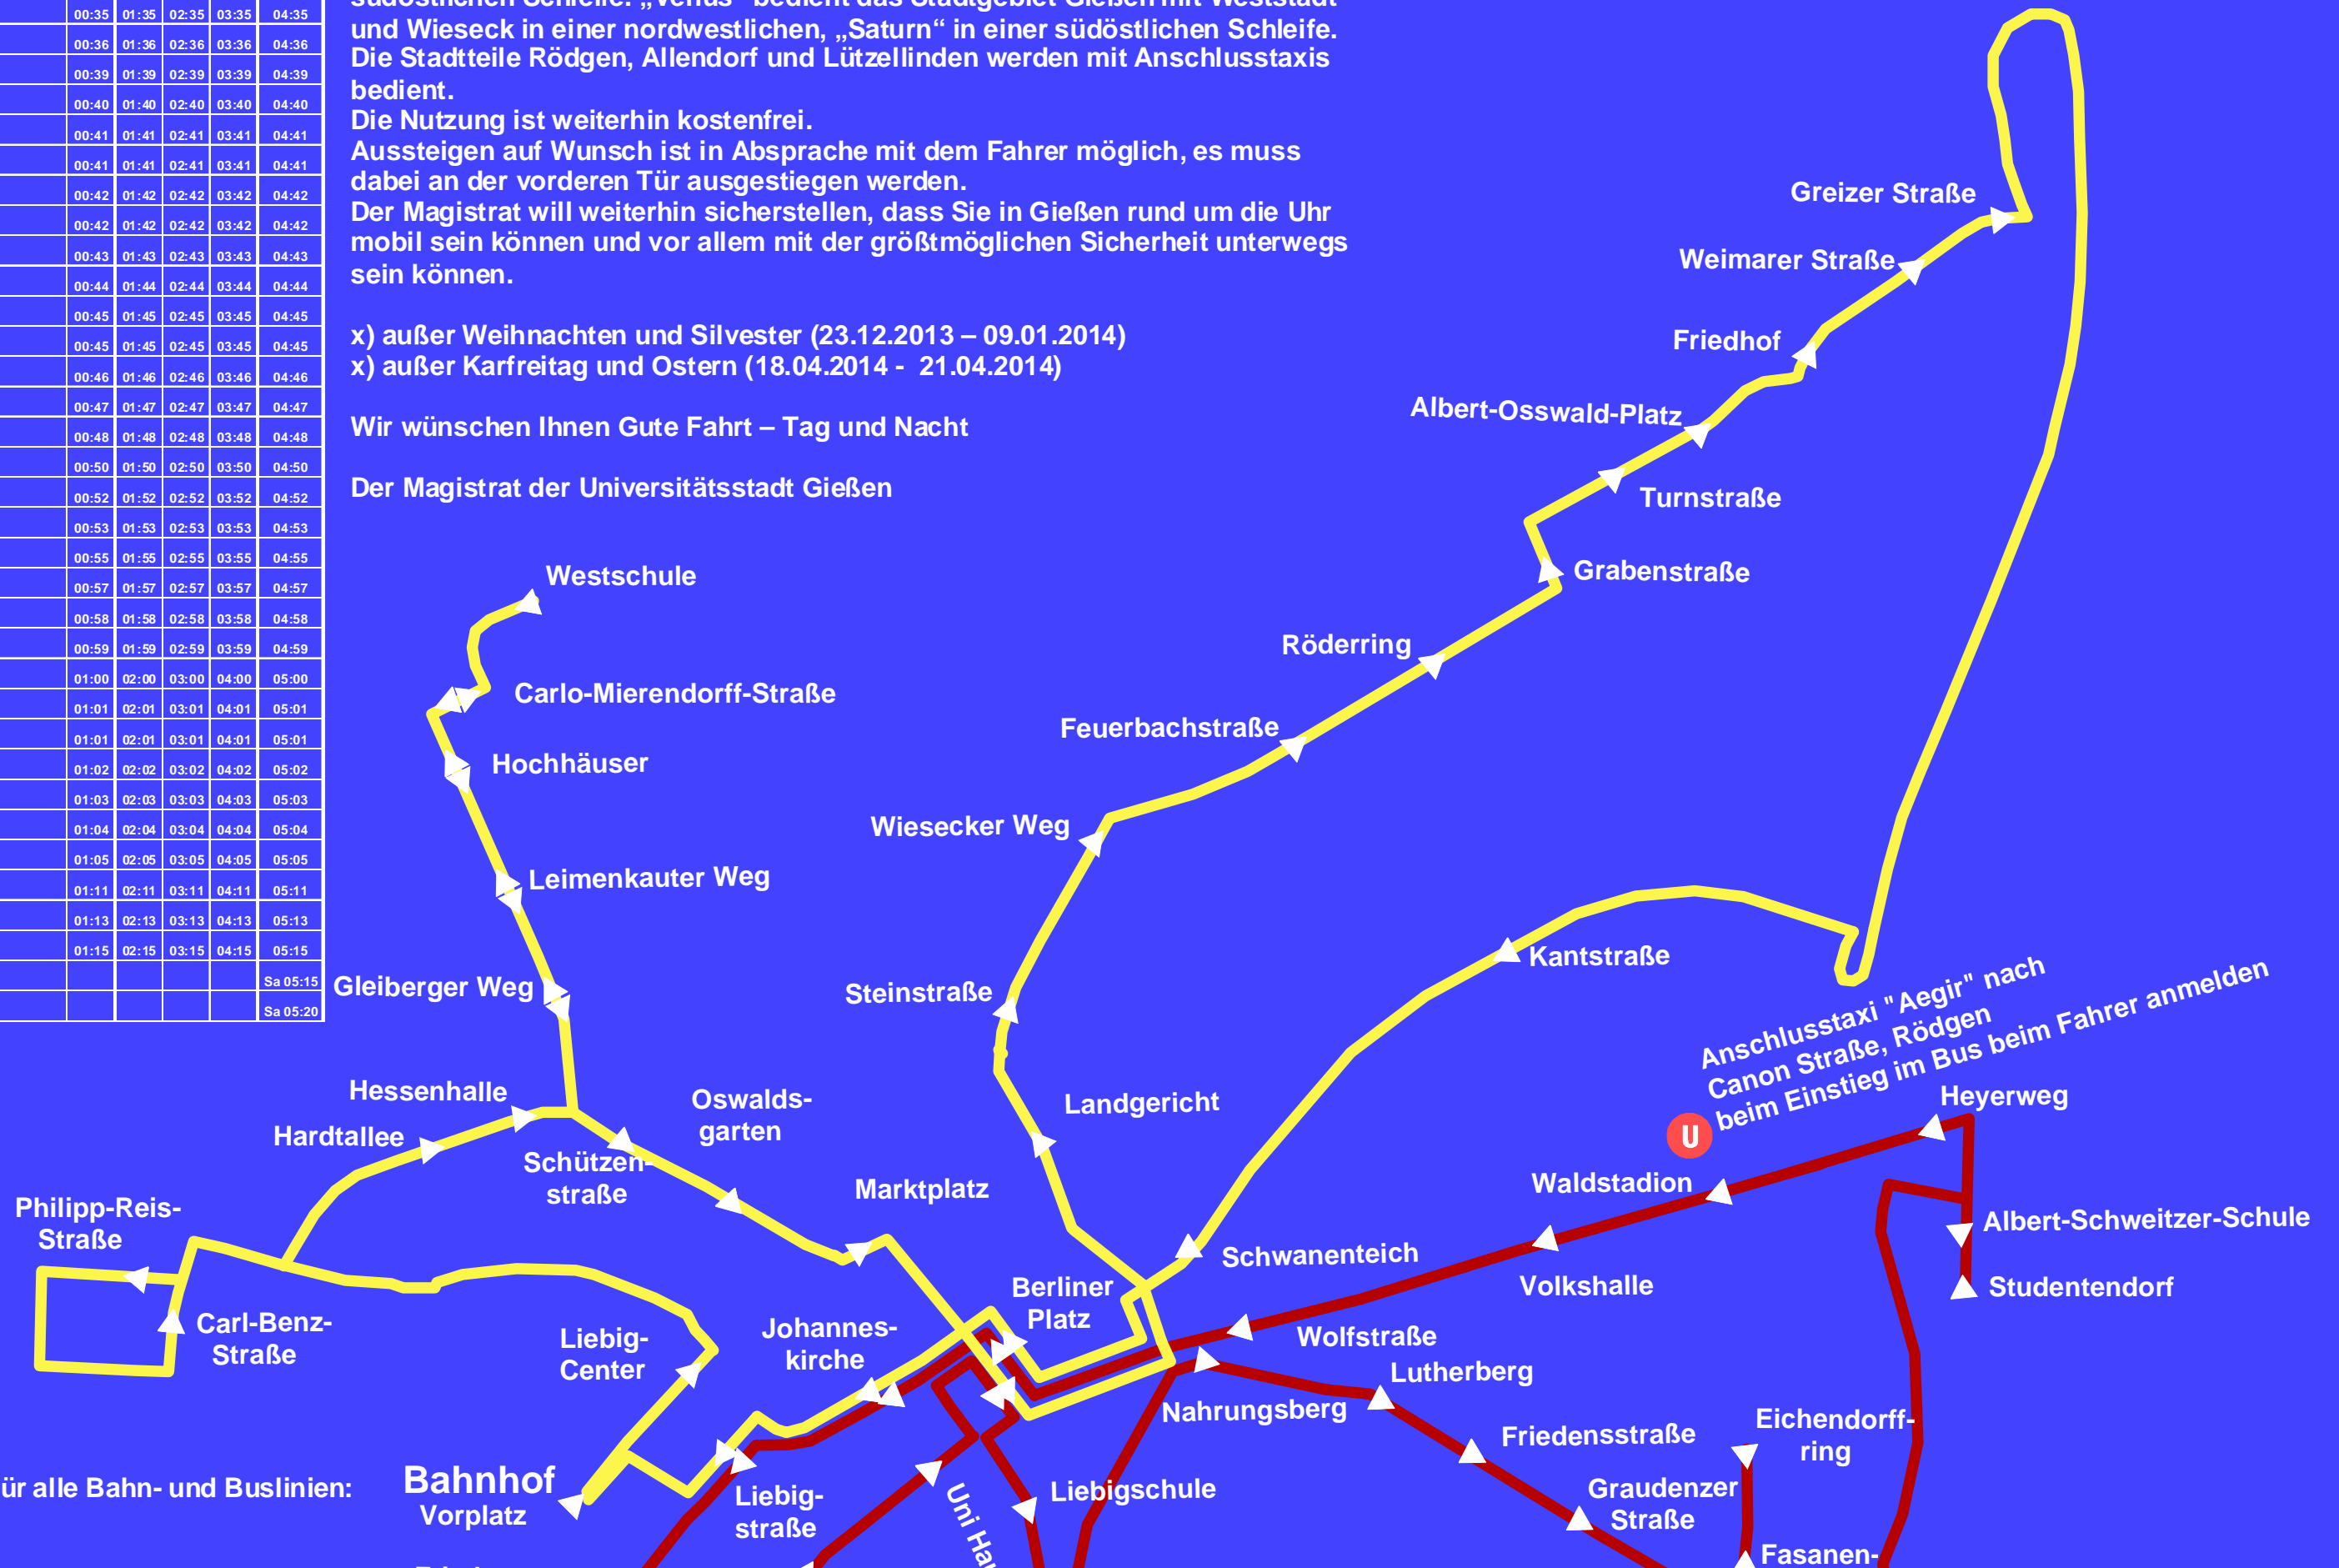 00:35 01:35 02:35 03:35 04:35
00:36 01:36 02:36 03:36 04:36
00:39 01:39 02:39 03:39 04:39
00:40 01:40 02:40 03:40 04:40
00:41 01:41 02:41 03:41 04:41
00:41 01:41 02:41 03:41 04:41
00:42 01:42 02:42 03:42 04:42
00:42 01:42 02:42 03:42 04:42
00:43 01:43 02:43 03:43 04:43
00:44 01:44 02:44 03:44 04:44
00:45 01:45 02:45 03:45 04:45
00:45 01:45 02:45 03:45 04:45
00:46 01:46 02:46 03:46 04:46
00:47 01:47 02:47 03:47 04:47
00:48 01:48 02:48 03:48 04:48
00:50 01:50 02:50 03:50 04:50
00:52 01:52 02:52 03:52 04:52
00:53 01:53 02:53 03:53 04:53
00:55 01:55 02:55 03:55 04:55
00:57 01:57 02:57 03:57 04:57
00:58 01:58 02:58 03:58 04:58
00:59 01:59 02:59 03:59 04:59
01:00 02:00 03:00 04:00 05:00
01:01 02:01 03:01 04:01 05:01
01:01 02:01 03:01 04:01 05:01
01:02 02:02 03:02 04:02 05:02
01:03 02:03 03:03 04:03 05:03
01:04 02:04 03:04 04:04 05:04
01:05 02:05 03:05 04:05 05:05
01:11 02:11 03:11 04:11 05:11
01:13 02:13 03:13 04:13 05:13
01:15 02:15 03:15 04:15 05:15
Sa 05:15
Sa 05:20
südöstlichen Schleife. „Venus“ bedient das Stadtgebiet Gießen mit Weststadt
und Wieseck in einer nordwestlichen, „Saturn“ in einer südöstlichen Schleife.
Die Stadtteile Rödgen, Allendorf und Lützellinden werden mit Anschlusstaxis
bedient.
Die Nutzung ist weiterhin kostenfrei.
Aussteigen auf Wunsch ist in Absprache mit dem Fahrer möglich, es muss
dabei an der vorderen Tür ausgestiegen werden.
Der Magistrat will weiterhin sicherstellen, dass Sie in Gießen rund um die Uhr
mobil sein können und vor allem mit der größtmöglichen Sicherheit unterwegs
sein können.
x) außer Weihnachten und Silvester (23.12.2013 – 09.01.2014)
x) außer Karfreitag und Ostern (18.04.2014 - 21.04.2014)
Wir wünschen Ihnen Gute Fahrt – Tag und Nacht
Der Magistrat der Universitätsstadt Gießen
Greizer Straße
Weimarer Straße
Friedhof
Albert-Osswald-Platz
Turnstraße
Grabenstraße
Röderring
Feuerbachstraße
Wiesecker Weg
Steinstraße
Landgericht
Kantstraße
Westschule
Carlo-Mierendorff-Straße
Hochhäuser
Leimenkauter Weg
Gleiberger Weg
Hessenhalle
Hardtallee
Oswalds-
garten
Schützen-
straße
Marktplatz
Philipp-Reis-
Straße
Carl-Benz-
Straße
Liebig-
Center
Johannes-
kirche
Berliner
Platz
Schwanenteich
Anschlusstaxi "Aegir" nach
Canon Straße, Rödgen
beim Einstieg im Bus beim Fahrer anmelden
U
Heyerweg
Waldstadion
Albert-Schweitzer-Schule
Volkshalle
Studentendorf
Wolfstraße
Lutherberg
Nahrungsberg
Friedensstraße
Eichendorff-
ring
Graudenzer
Straße
Fasanen-
Liebigschule
Liebig-
straße
Bahnhof
Vorplatz
ür alle Bahn- und Buslinien:
Uni